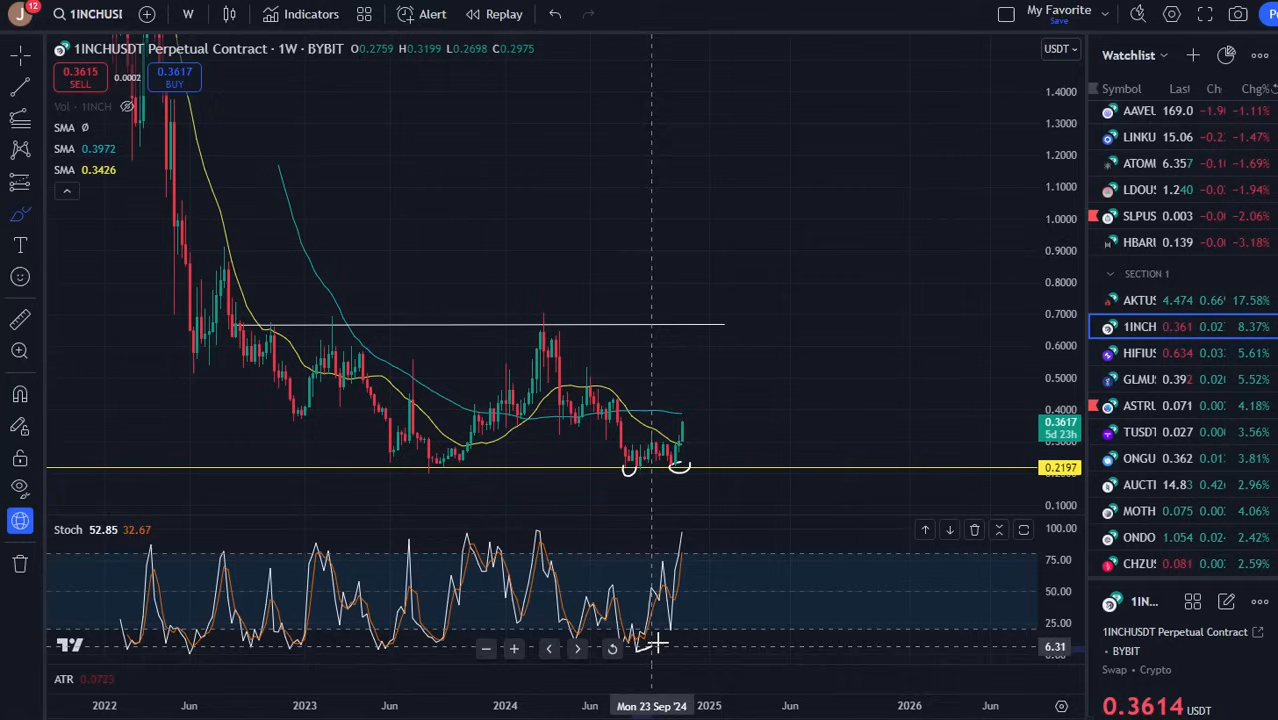 J 12 1INCHUSI W Indicators Alert Replay My Favorite Save
1INCHUSDT Perpetual Contract · 1W · BYBIT O0.2759 H0.3199 L0.2698 C0.2975
0.3615 SELL
0.0002
0.3617 BUY
Vol · 1INCH
SMA Ø
SMA 0.3972
SMA 0.3426
USDT
1.4000
1.3000
1.2000
1.1000
1.0000
0.9000
0.8000
0.7000
0.6000
0.5000
0.4000
0.3617
5d 23h
0.2197
0.1000
Stoch 52.85 32.67
100.00
75.00
50.00
25.00
6.31
ATR 0.0723
2022 Jun 2023 Jun 2024 Jun Mon 23 Sep '24 2025 Jun 2026 Jun
Watchlist
Symbol Last Ch Chg%
AAVEL 169.0 -1.9 -1.11%
LINKU 15.06 -0.2 -1.47%
ATOM 6.357 -0.1 -1.69%
LDOUS 1.240 -0.0 -1.94%
SLPUS 0.003 -0.0 -2.06%
HBARI 0.139 -0.0 -3.18%
SECTION 1
AKTUS 4.474 0.66 17.58%
1INCH 0.361 0.02 8.37%
HIFIUS 0.634 0.03 5.61%
GLMU 0.392 0.02 5.52%
ASTRU 0.071 0.00 4.18%
TUSDT 0.027 0.00 3.56%
ONGU 0.362 0.01 3.81%
AUCTI 14.83 0.42 2.96%
MOTH 0.075 0.00 4.06%
ONDO 1.054 0.02 2.42%
CHZU 0.081 0.00 2.59%
1IN...
1INCHUSDT Perpetual Contract
• BYBIT
Swap • Crypto
0.3614 USDT